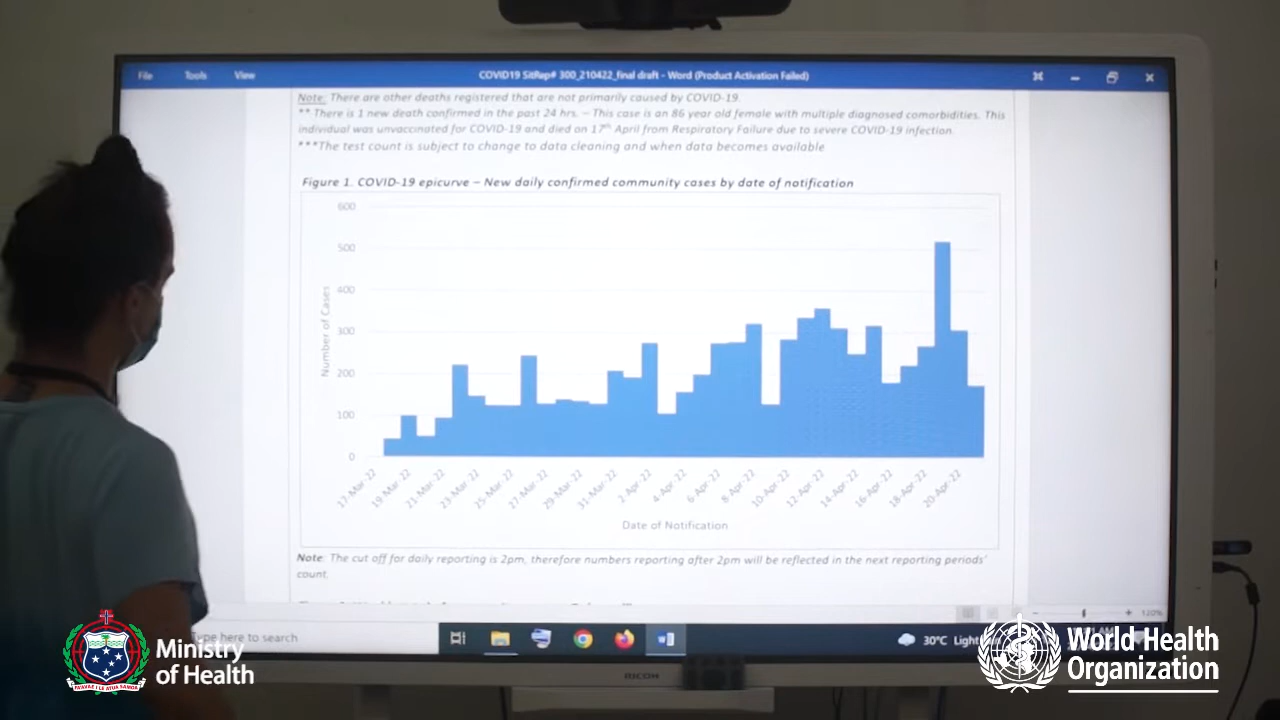 File Tools View COVID19 SitRep# 300_210422_final draft - Word (Product Activation Failed)
Note: There are other deaths registered that are not primarily caused by COVID-19.
** There is 1 new death confirmed in the past 24 hrs. – This case is an 86 year old female with multiple diagnosed comorbidities. This
individual was unvaccinated for COVID-19 and died on 17th April from Respiratory Failure due to severe COVID-19 infection.
***The test count is subject to change to data cleaning and when data becomes available
Figure 1. COVID-19 epicurve – New daily confirmed community cases by date of notification
600
500
400
300
200
100
0
Number of Cases
17-Mar-22 19-Mar-22 21-Mar-22 23-Mar-22 25-Mar-22 27-Mar-22 29-Mar-22 31-Mar-22 2-Apr-22 4-Apr-22 6-Apr-22 8-Apr-22 10-Apr-22 12-Apr-22 14-Apr-22 16-Apr-22 18-Apr-22 20-Apr-22
Date of Notification
Note: The cut off for daily reporting is 2pm, therefore numbers reporting after 2pm will be reflected in the next reporting periods'
count.
120%
Type here to search
30°C
RICOH
Ministry
of Health
FA'AVAE I LE ATUA SAMOA
World Health
Organization